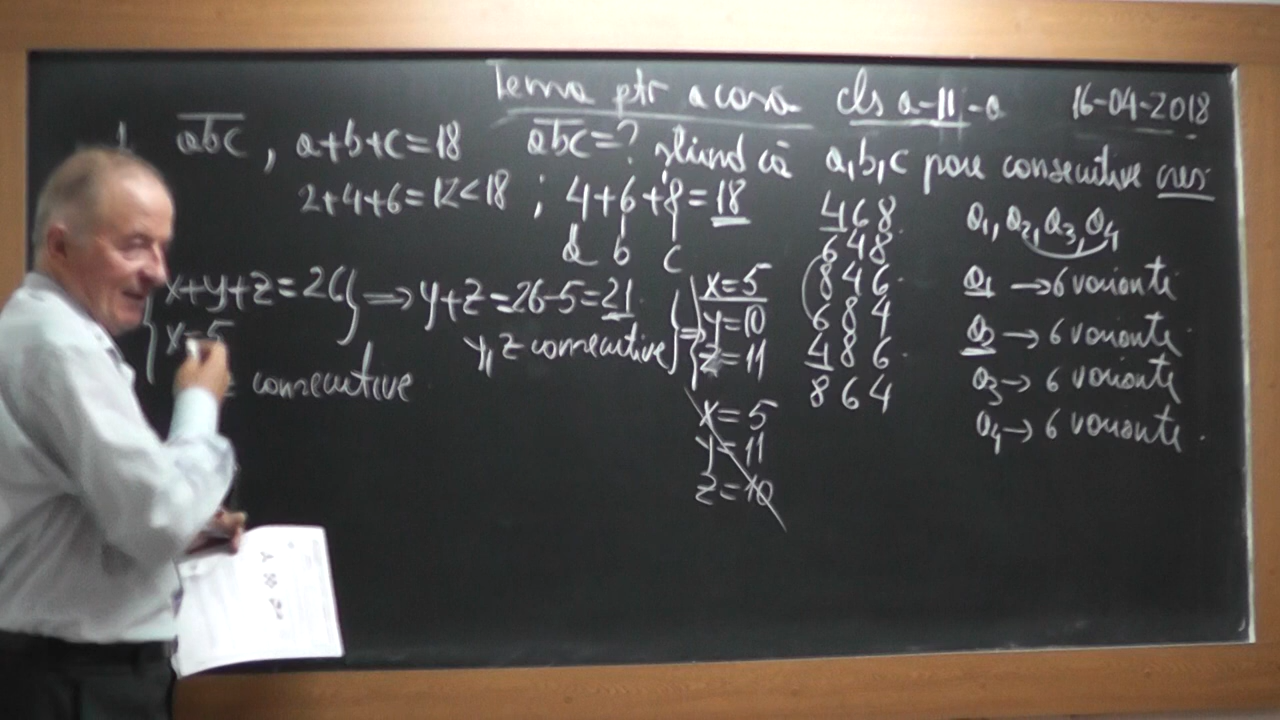 Tema ptr acasă cls a-II-a 16-04-2018
1. abc, a+b+c=18 abc=? știind că a,b,c pare consecutive cres
2+4+6=12<18 ; 4+6+8=18
a b c
x+y+z=26 } => y+z=26-5=21
x=5 y,z consecutive } =>
consecutive
x=5
y=10
z=11
x=5
y=11
z=10
468
648
846
684
486
864
a1, a2, a3, a4
a1 → 6 variante
a2 → 6 variante
a3 → 6 variante
a4 → 6 variante.